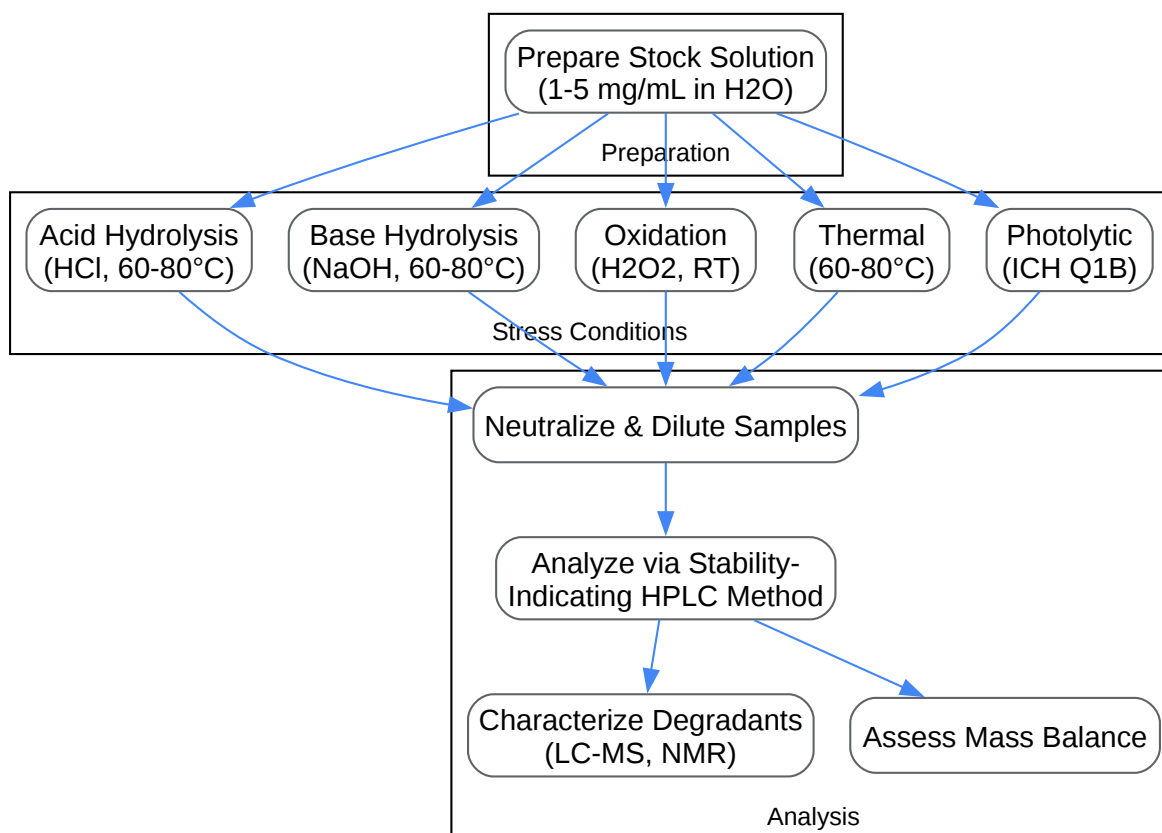 Prepare Stock Solution
(1-5 mg/mL in H2O)
Preparation
Acid Hydrolysis
(HCl, 60-80°C)
Base Hydrolysis
(NaOH, 60-80°C)
Oxidation
(H2O2, RT)
Thermal
(60-80°C)
Photolytic
(ICH Q1B)
Stress Conditions
Neutralize & Dilute Samples
Analyze via Stability-
Indicating HPLC Method
Characterize Degradants
(LC-MS, NMR)
Assess Mass Balance
Analysis